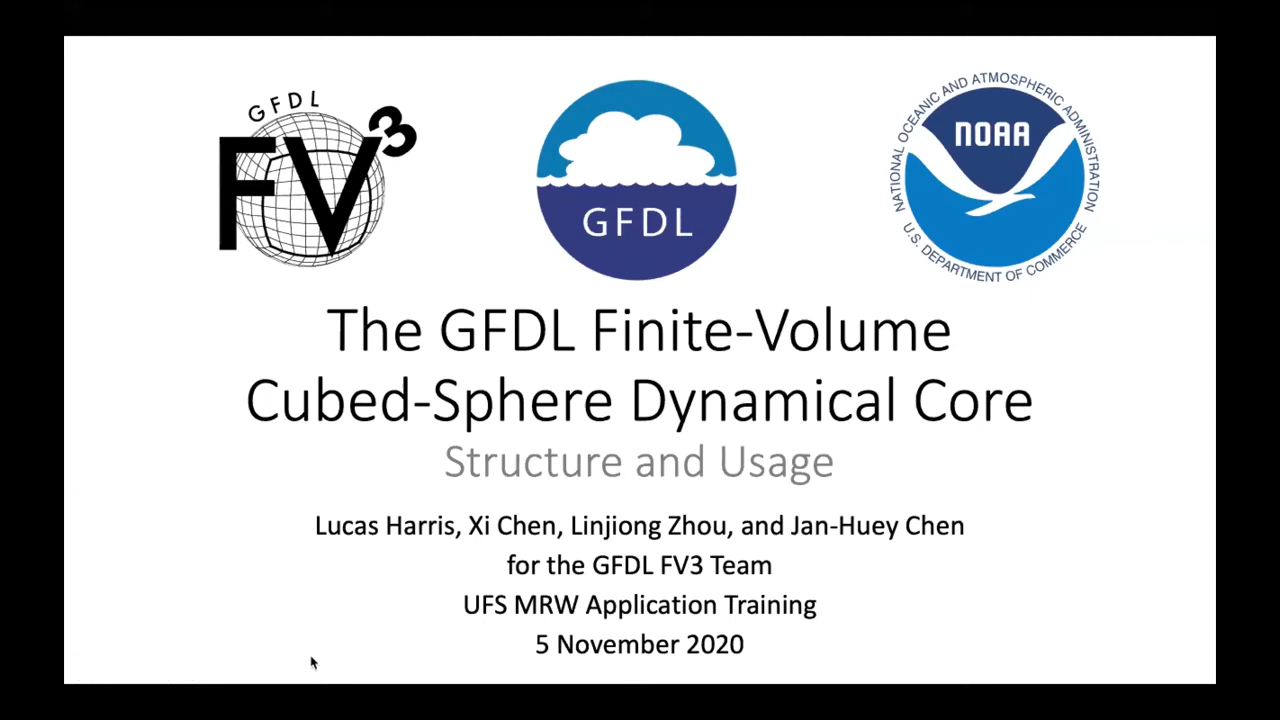 GFDL
FV3
GFDL
NATIONAL OCEANIC AND ATMOSPHERIC ADMINISTRATION
NOAA
U.S. DEPARTMENT OF COMMERCE
The GFDL Finite-Volume
Cubed-Sphere Dynamical Core
Structure and Usage
Lucas Harris, Xi Chen, Linjiong Zhou, and Jan-Huey Chen
for the GFDL FV3 Team
UFS MRW Application Training
5 November 2020